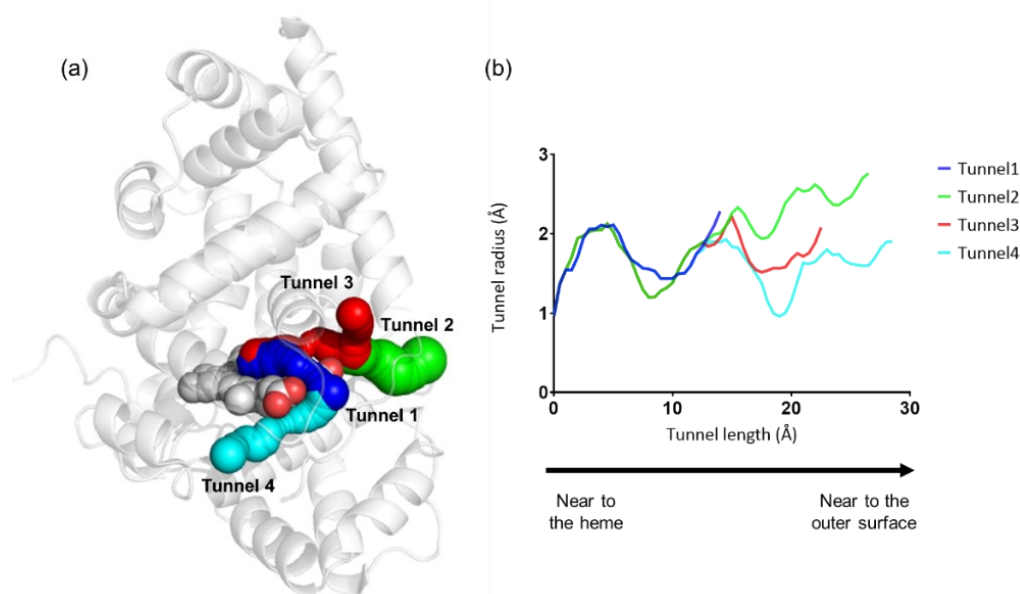 (a)
Tunnel 3
Tunnel 2
Tunnel 1
Tunnel 4
(b)
Tunnel radius (Å)
3
2
1
0
0
10
20
30
Tunnel length (Å)
Tunnel1
Tunnel2
Tunnel3
Tunnel4
Near to
the heme
Near to the
outer surface